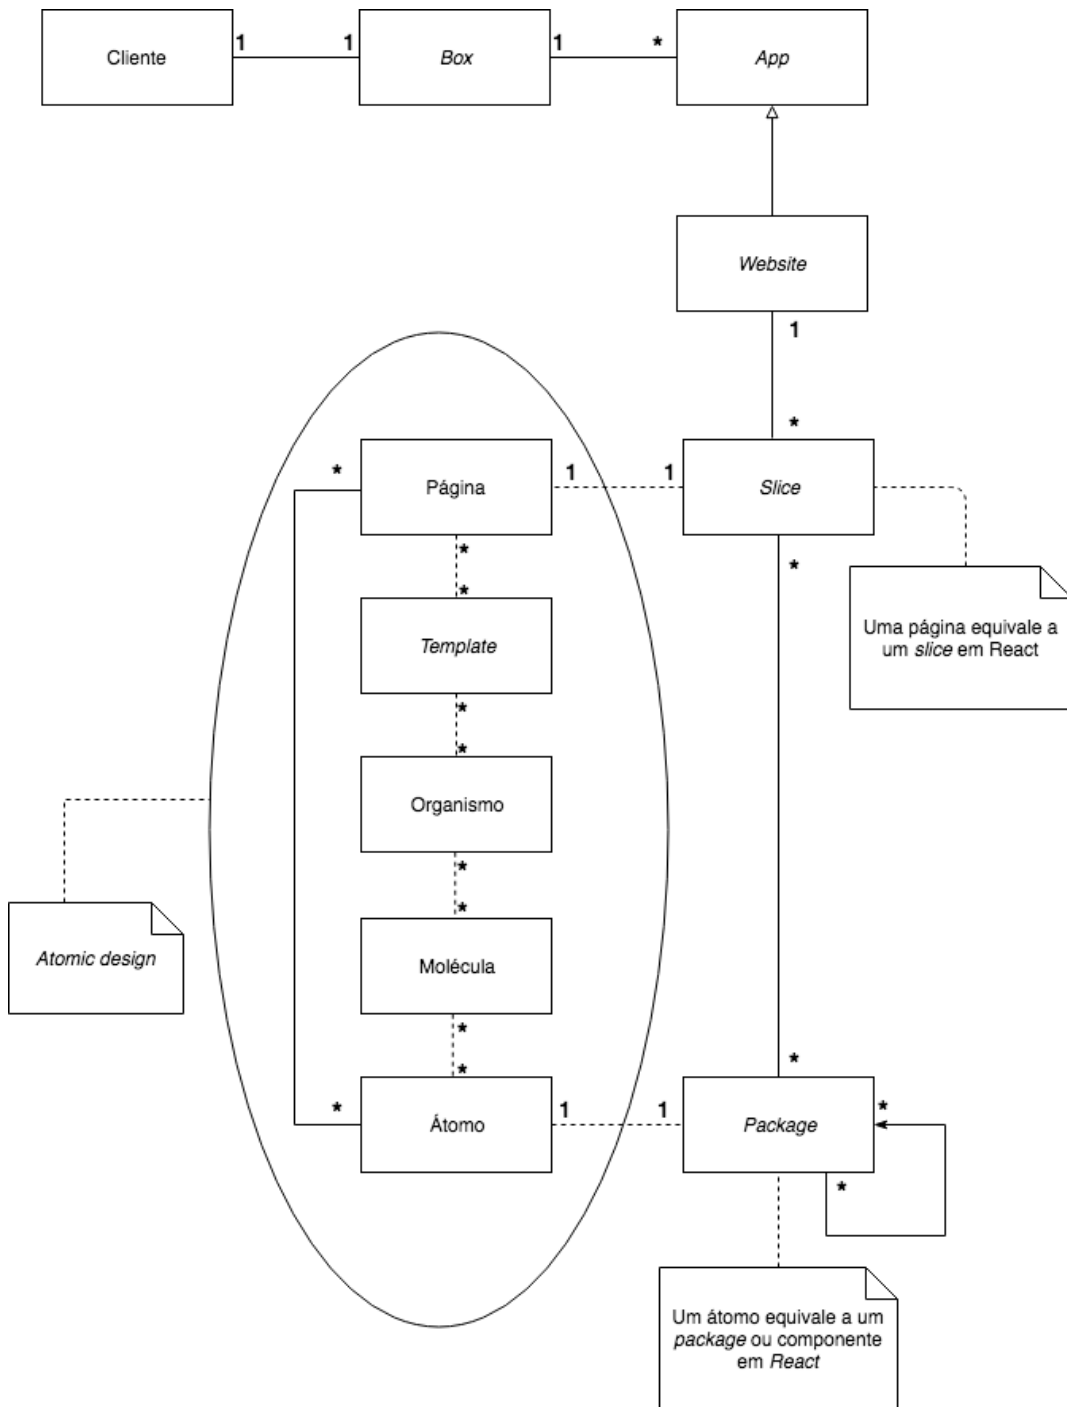 Cliente
1
1
Box
1
*
App
Website
1
*
*
Página
1
1
Slice
*
*
*
Uma página equivale a
um slice em React
Template
*
*
Organismo
*
*
Atomic design
Molécula
*
*
*
Átomo
1
1
*
Package
*
*
Um átomo equivale a um
package ou componente
em React